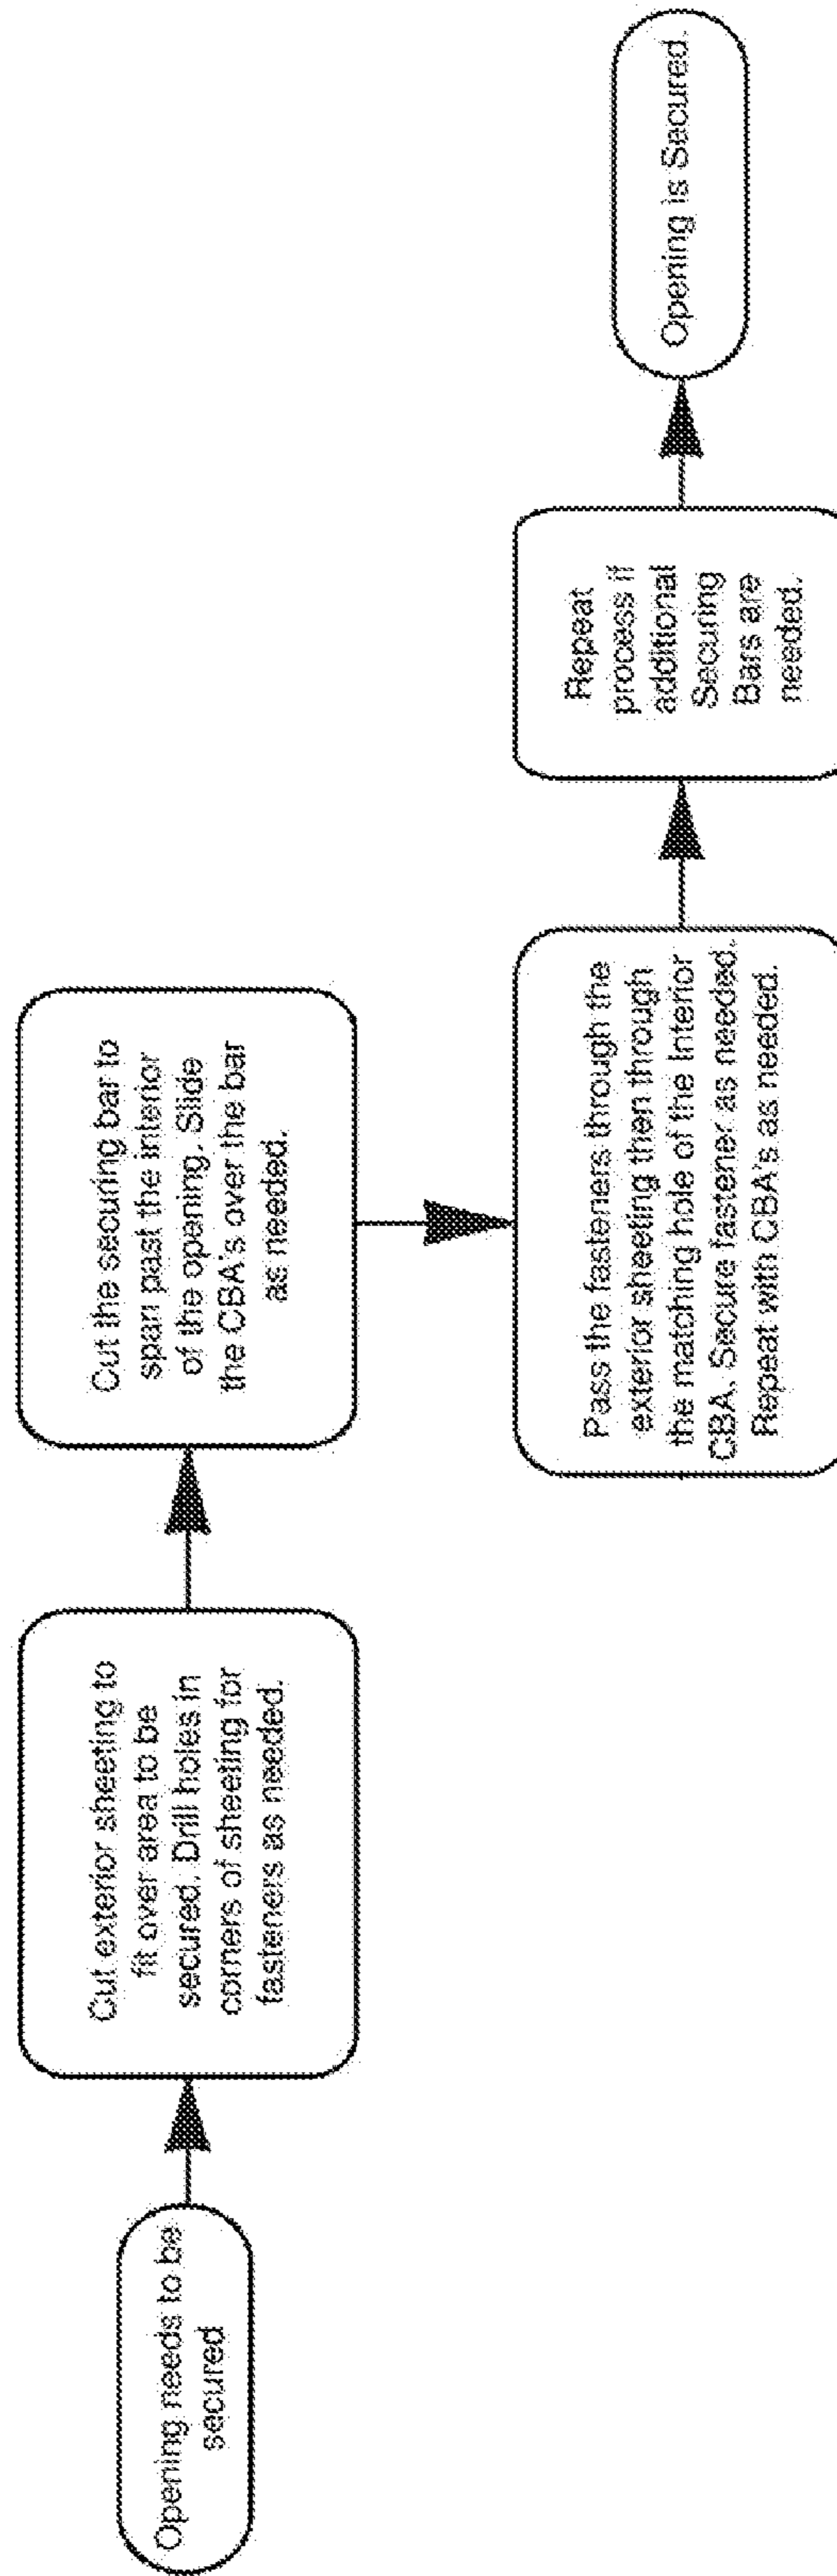 Opening needs to be
secured
Cut exterior sheeting to
fit over area to be
secured. Drill holes in
corners of sheeting for
fasteners as needed.
Cut the securing bar to
span past the interior
of the opening. Slide
the CBA's over the bar
as needed.
Pass the fasteners through the
exterior sheeting then through
the matching hole of the Interior
CBA. Secure fastener as needed.
Repeat with CBA's as needed.
Repeat
process if
additional
Securing
Bars are
needed.
Opening is Secured.